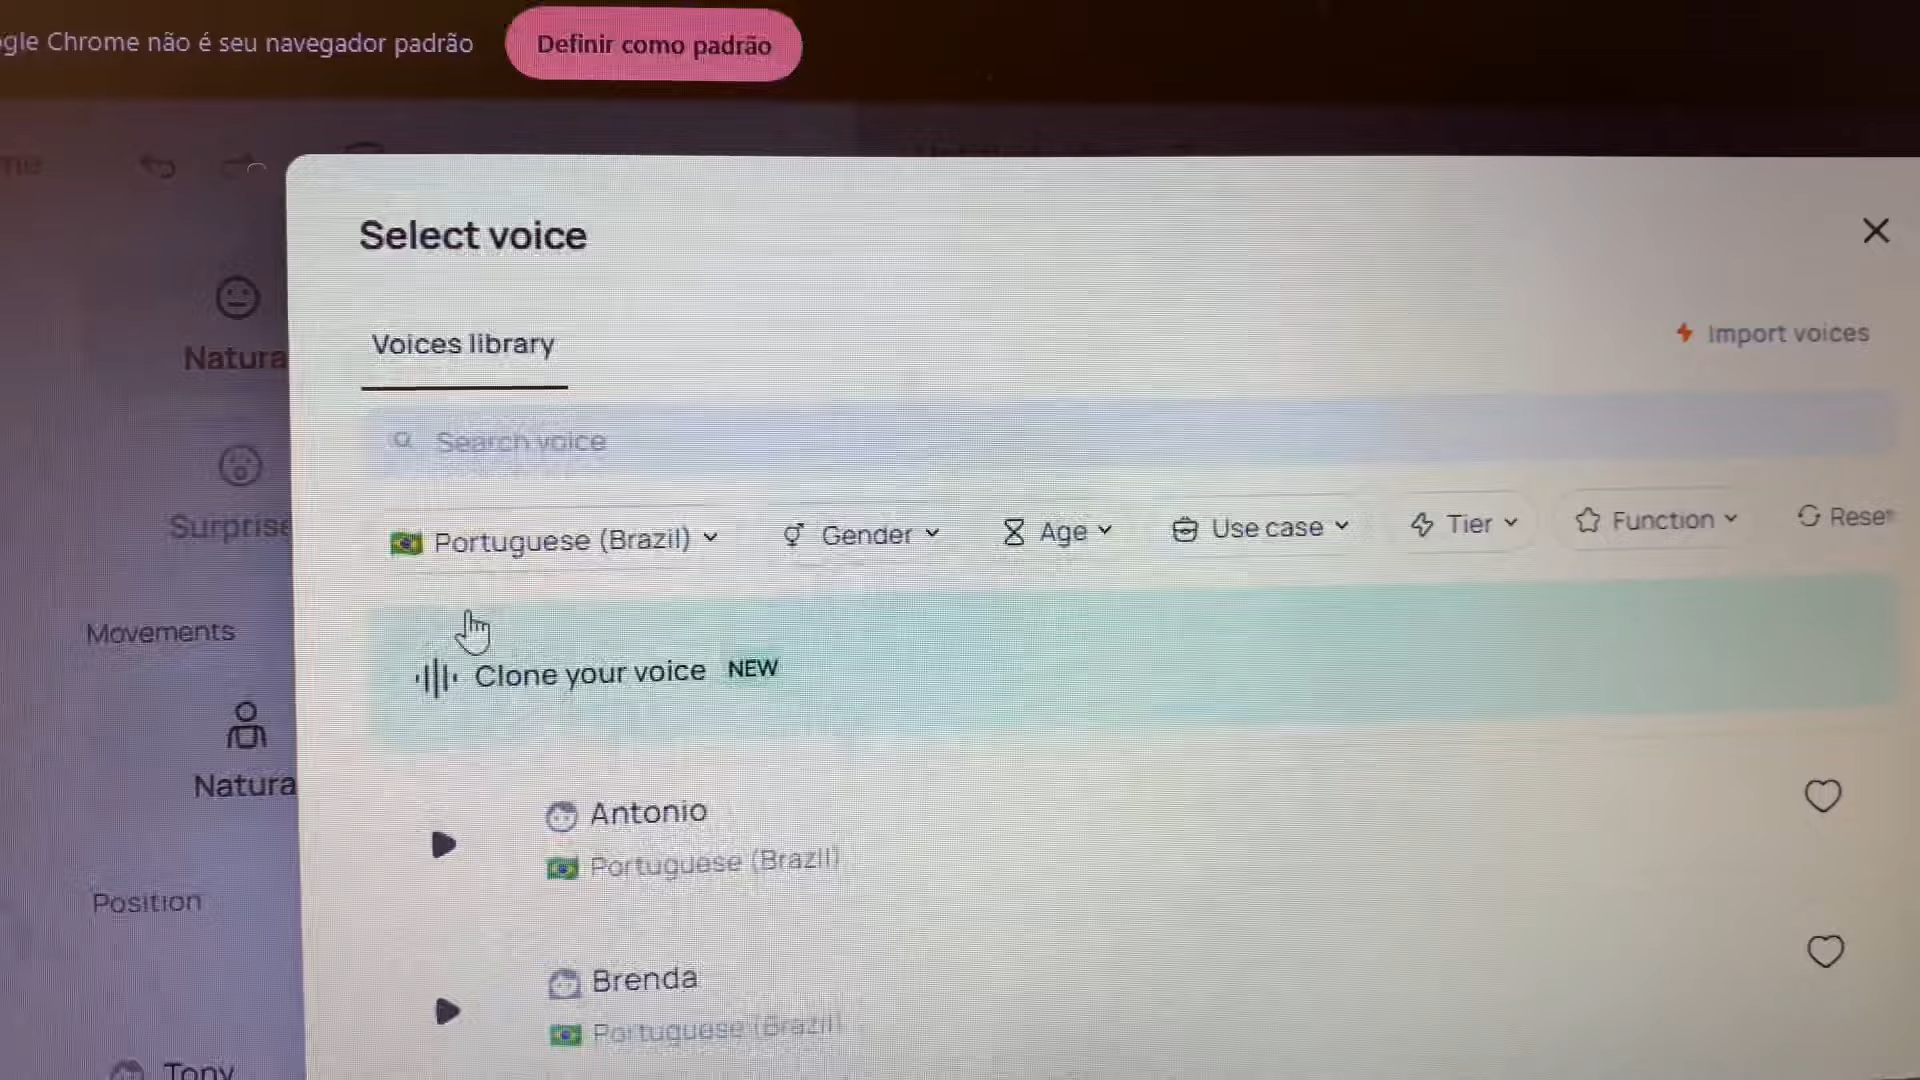 gle Chrome não é seu navegador padrão
Definir como padrão
Select voice
Voices library
Import voices
Search voice
Portuguese (Brazil)
Gender
Age
Use case
Tier
Function
Reset
Clone your voice NEW
Antonio
Portuguese (Brazil)
Brenda
Portuguese (Brazil)
Natura
Surprise
Movements
Natura
Position
Tony